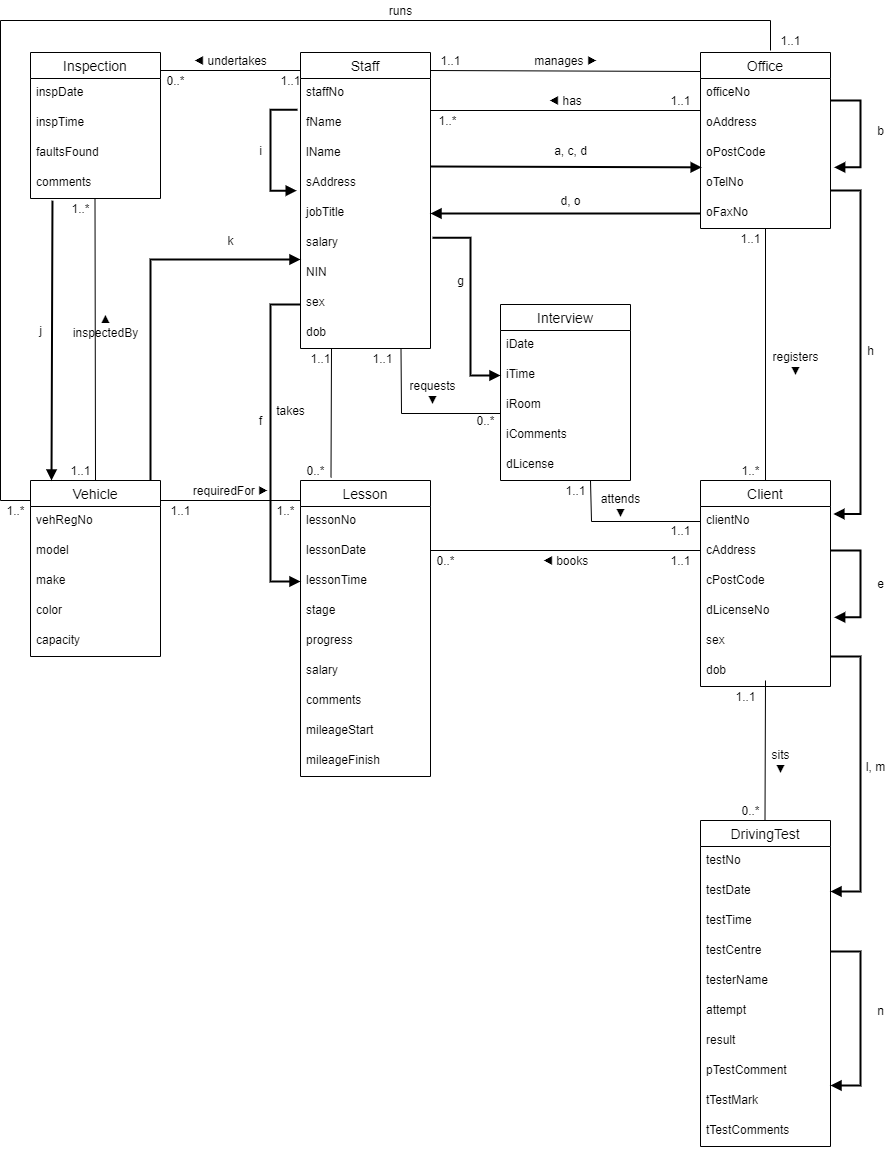 runs
1..1
Inspection
inspDate
inspTime
faultsFound
comments
◄ undertakes
0..*
1..1
Staff
staffNo
fName
lName
sAddress
jobTitle
salary
NIN
sex
dob
1..1
manages ►
◄ has
1..1
1..*
Office
officeNo
oAddress
oPostCode
oTelNo
oFaxNo
b
i
a, c, d
d, o
k
g
h
1..*
j
▲
inspectedBy
1..1
1..1
1..1
requests
▼
0..*
Interview
iDate
iTime
iRoom
iComments
dLicense
1..1
registers
▼
1..*
f
takes
0..*
1..1
attends
▼
1..1
Vehicle
vehRegNo
model
make
color
capacity
1..*
requiredFor ►
1..1
1..*
Lesson
lessonNo
lessonDate
lessonTime
stage
progress
salary
comments
mileageStart
mileageFinish
0..*
◄ books
1..1
Client
clientNo
cAddress
cPostCode
dLicenseNo
sex
dob
e
1..1
sits
▼
0..*
l, m
DrivingTest
testNo
testDate
testTime
testCentre
testerName
attempt
result
pTestComment
tTestMark
tTestComments
n